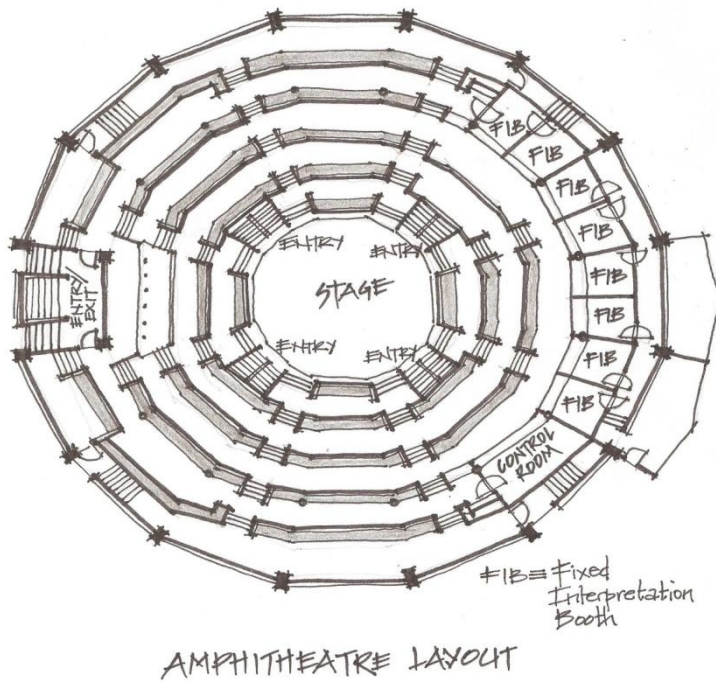 FIB
FIB
FIB
FIB
FIB
FIB
FIB
FIB
ENTRY
ENTRY
ENTRY/
EXIT
STAGE
ENTRY
ENTRY
CONTROL
ROOM
FIB≡ Fixed
Interpretation
Booth
AMPHITHEATRE LAYOUT